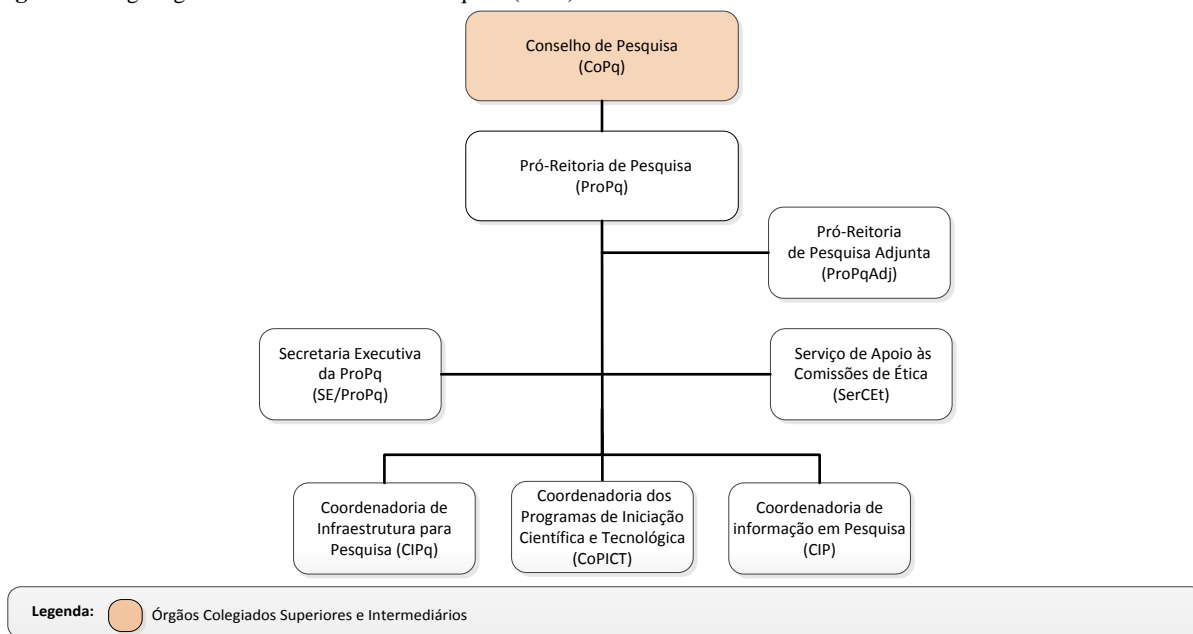 Conselho de Pesquisa
(CoPq)
Pró-Reitoria de Pesquisa
(ProPq)
Pró-Reitoria
de Pesquisa Adjunta
(ProPqAdj)
Secretaria Executiva
da ProPq
(SE/ProPq)
Serviço de Apoio às
Comissões de Ética
(SerCEt)
Coordenadoria de
Infraestrutura para
Pesquisa (CIPq)
Coordenadoria dos
Programas de Iniciação
Científica e Tecnológica
(CoPICT)
Coordenadoria de
informação em Pesquisa
(CIP)
Legenda: Órgãos Colegiados Superiores e Intermediários